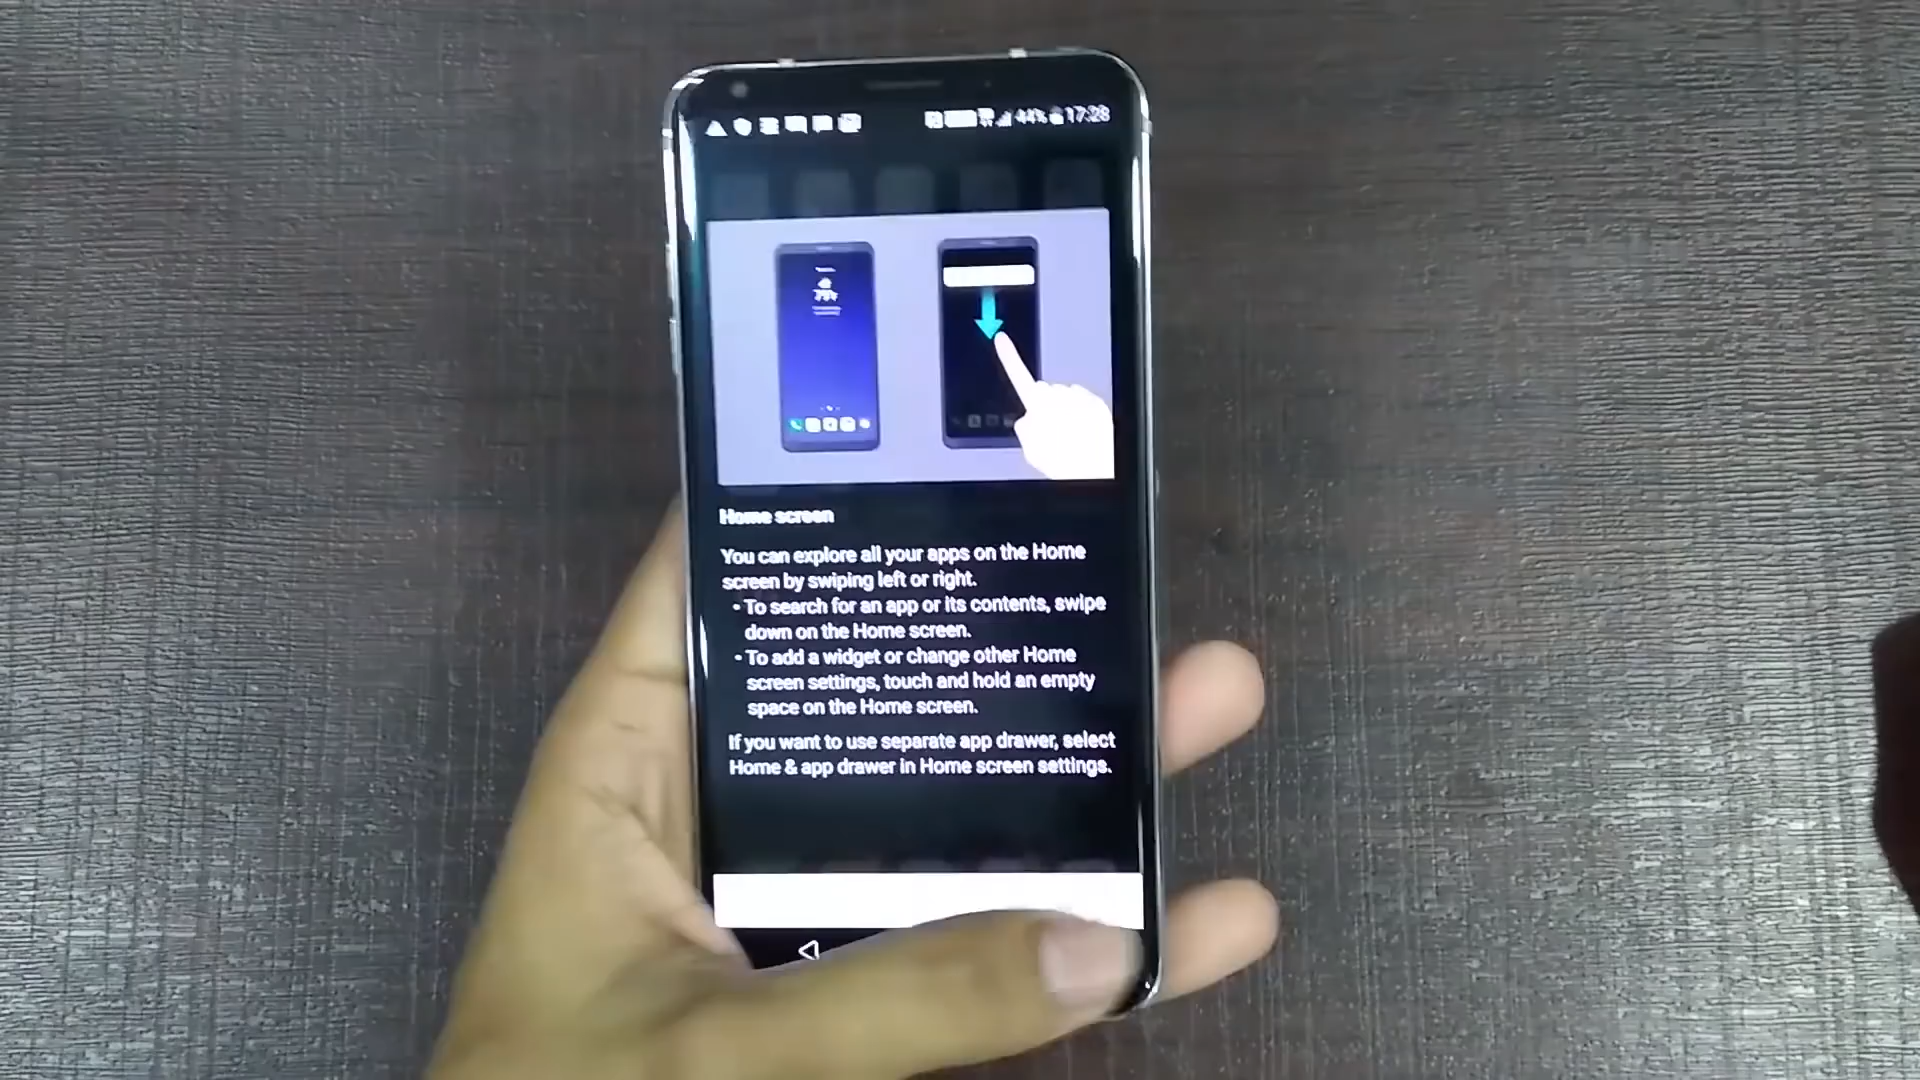 44% 17:28
Home screen
You can explore all your apps on the Home
screen by swiping left or right.
• To search for an app or its contents, swipe
down on the Home screen.
• To add a widget or change other Home
screen settings, touch and hold an empty
space on the Home screen.
If you want to use separate app drawer, select
Home & app drawer in Home screen settings.